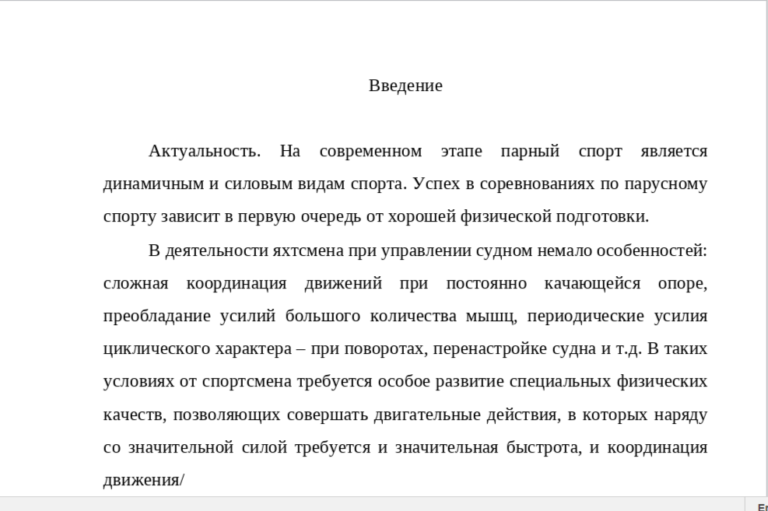 Введение
Актуальность. На современном этапе парный спорт является
динамичным и силовым видам спорта. Успех в соревнованиях по парусному
спорту зависит в первую очередь от хорошей физической подготовки.
В деятельности яхтсмена при управлении судном немало особенностей:
сложная координация движений при постоянно качающейся опоре,
преобладание усилий большого количества мышц, периодические усилия
циклического характера – при поворотах, перенастройке судна и т.д. В таких
условиях от спортсмена требуется особое развитие специальных физических
качеств, позволяющих совершать двигательные действия, в которых наряду
со значительной силой требуется и значительная быстрота, и координация
движения/